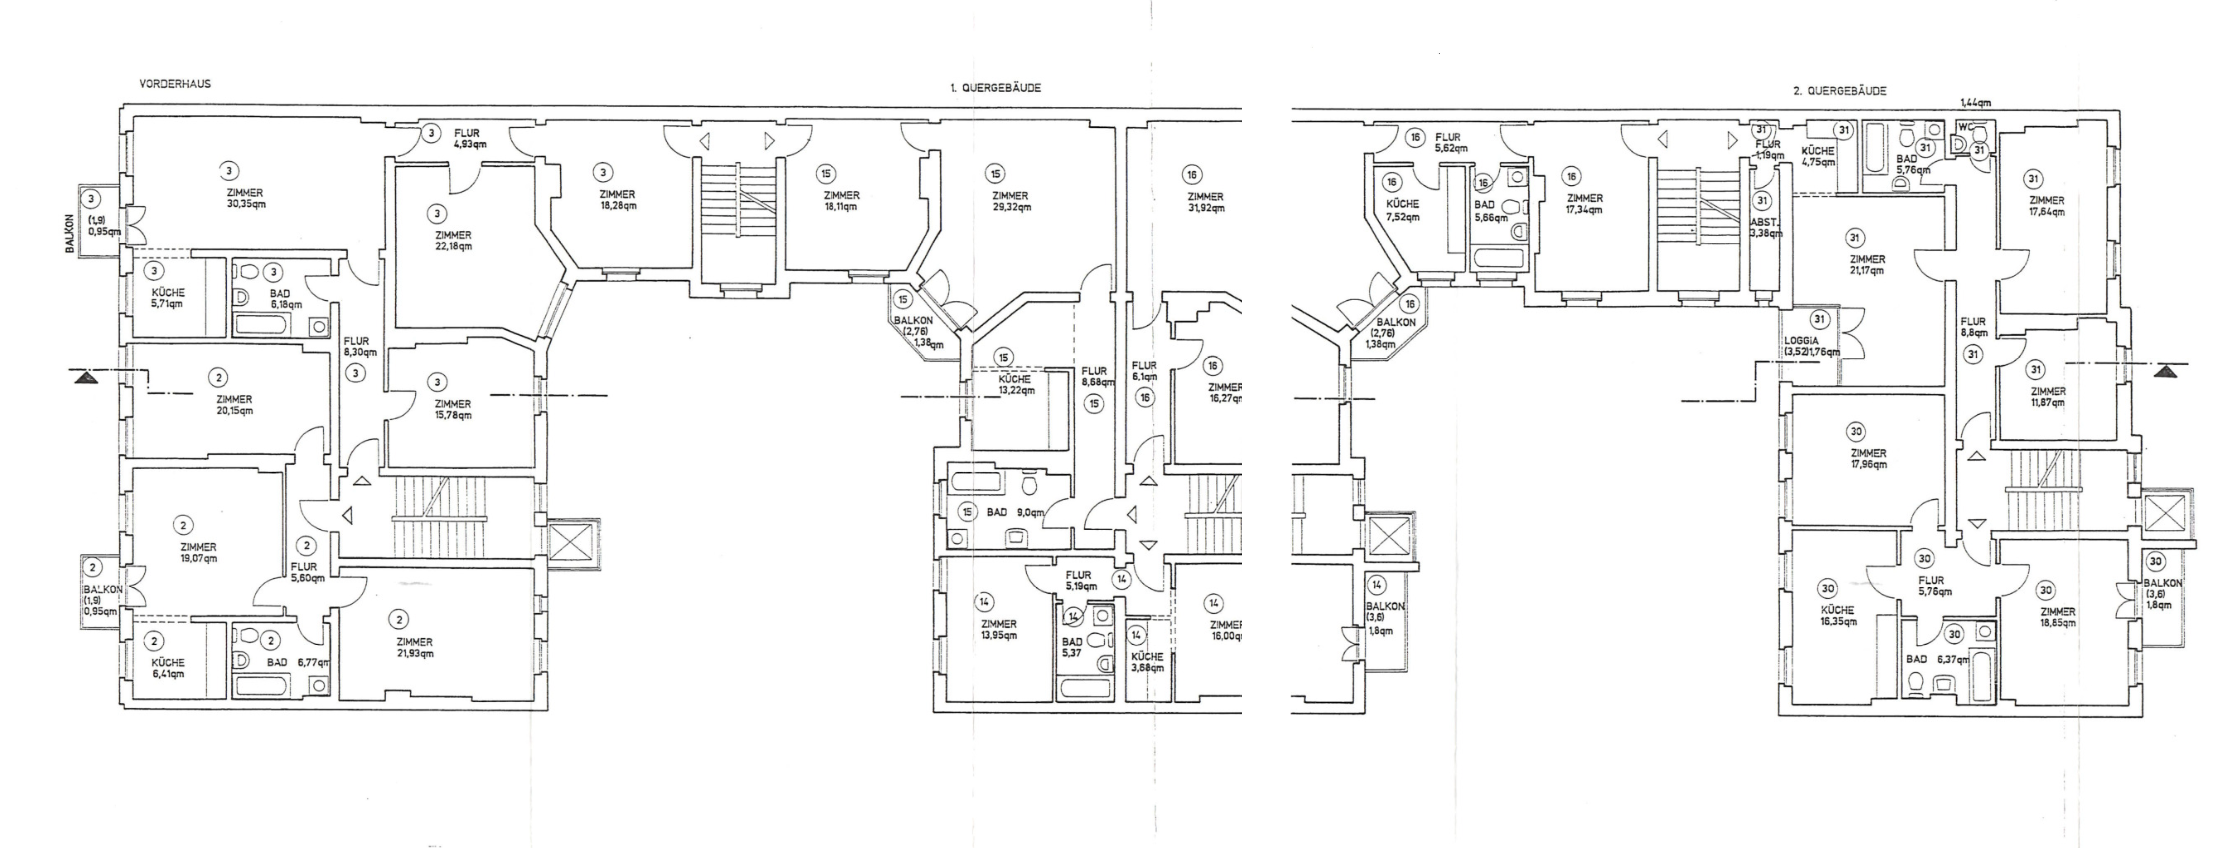 VORDERHAUS
1. QUERGEBÄUDE
2. QUERGEBÄUDE
3
ZIMMER
30,35qm
3
FLUR
4,93qm
3
ZIMMER
22,18qm
3
ZIMMER
18,28qm
3
(1,9)
0,95qm
BALKON
3
KÜCHE
5,71qm
3
BAD
6,18qm
FLUR
8,30qm
3
3
ZIMMER
15,78qm
2
ZIMMER
20,15qm
2
ZIMMER
19,07qm
2
FLUR
5,60qm
2
BALKON
(1,9)
0,95qm
2
KÜCHE
6,41qm
2
BAD 6,77qm
2
ZIMMER
21,93qm
15
ZIMMER
18,11qm
15
ZIMMER
29,32qm
15
BALKON
(2,76)
1,38qm
15
KÜCHE
13,22qm
FLUR
8,68qm
15
15
BAD 9,0qm
14
ZIMMER
13,95qm
FLUR
5,19qm
14
14
BAD
5,37
14
KÜCHE
3,68qm
14
ZIMMER
16,00q
14
BALKON
(3,6)
1,8qm
16
ZIMMER
31,92qm
FLUR
6,1qm
16
16
ZIMMER
16,27q
16
FLUR
5,62qm
16
KÜCHE
7,52qm
16
BAD
5,66qm
16
ZIMMER
17,34qm
16
BALKON
(2,76)
1,38qm
31
FLUR
1,19qm
31
ABST.
3,38qm
31
KÜCHE
4,75qm
31
BAD
5,76qm
1,44qm
WC
31
31
ZIMMER
17,64qm
31
ZIMMER
21,17qm
31
LOGGIA
(3,52)1,76qm
FLUR
8,8qm
31
31
ZIMMER
11,87qm
30
ZIMMER
17,96qm
30
KÜCHE
16,35qm
30
FLUR
5,76qm
30
BAD 6,37qm
30
ZIMMER
18,85qm
30
BALKON
(3,6)
1,8qm